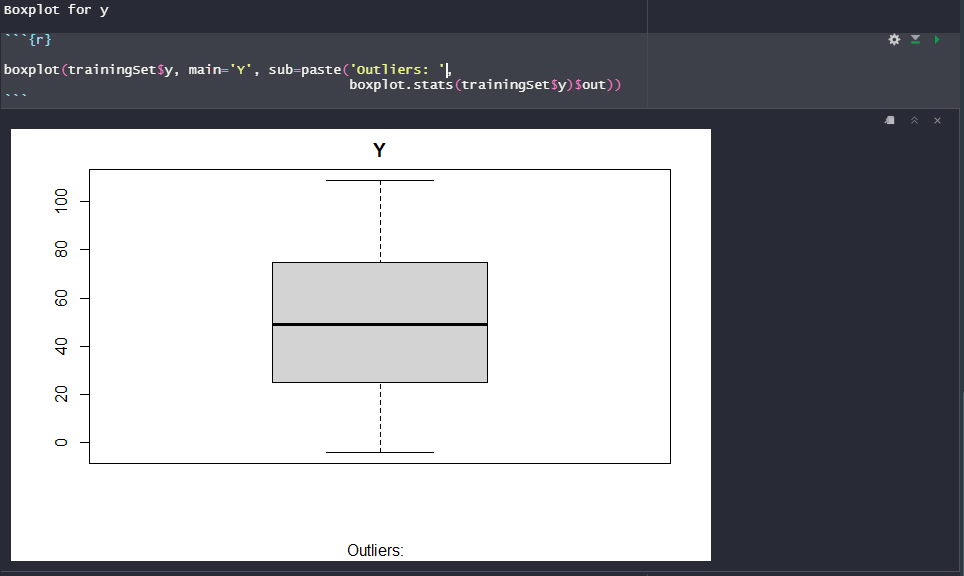 Boxplot for y
```{r}
boxplot(trainingSet$y, main='Y', sub=paste('Outliers: ',
boxplot.stats(trainingSet$y)$out))
```
Y
100
80
60
40
20
0
Outliers: